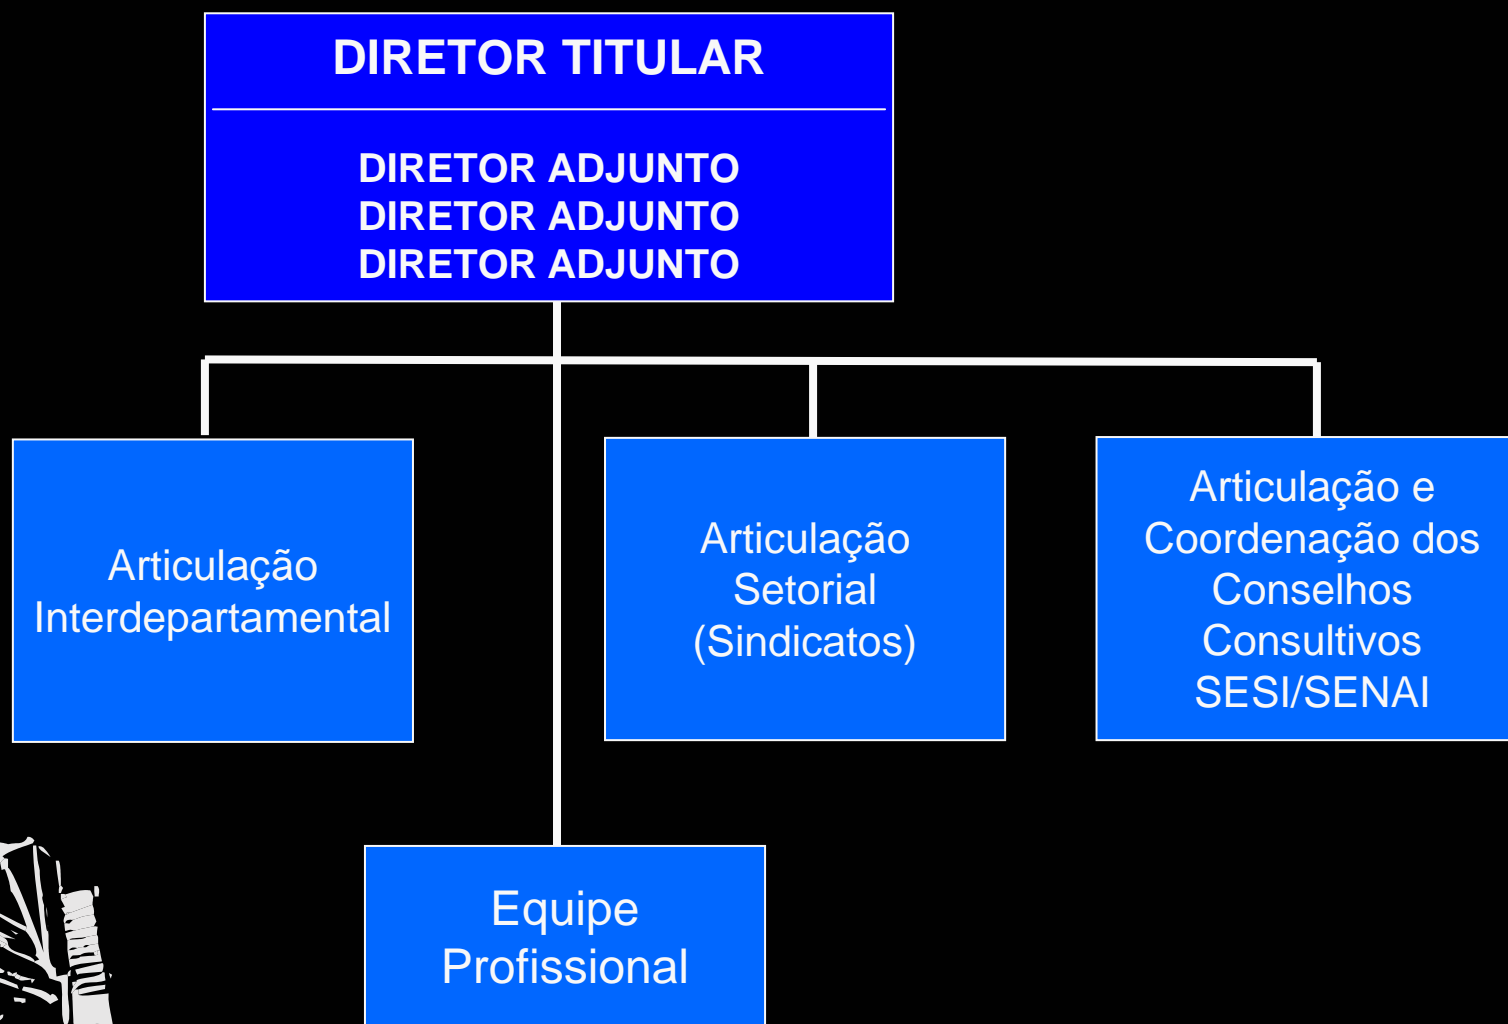 DIRETOR TITULAR
DIRETOR ADJUNTO
DIRETOR ADJUNTO
DIRETOR ADJUNTO
Articulação
Interdepartamental
Articulação
Setorial
(Sindicatos)
Articulação e
Coordenação dos
Conselhos
Consultivos
SESI/SENAI
Equipe
Profissional